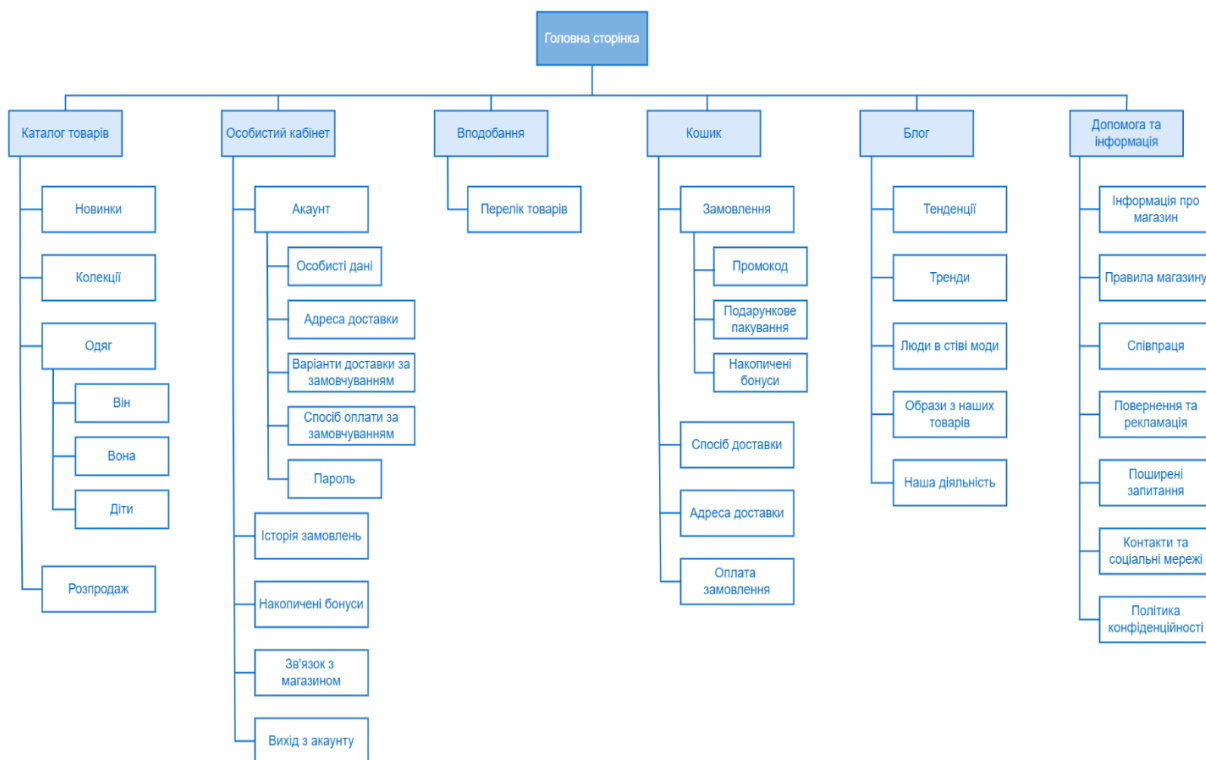 Головна сторінка
Каталог товарів
Новинки
Колекції
Одяг
Він
Вона
Діти
Розпродаж
Особистий кабінет
Акаунт
Особисті дані
Адреса доставки
Варіанти доставки за
замовчуванням
Спосіб оплати за
замовчуванням
Пароль
Історія замовлень
Накопичені бонуси
Зв'язок з
магазином
Вихід з акаунту
Вподобання
Перелік товарів
Кошик
Замовлення
Промокод
Подарункове
пакування
Накопичені
бонуси
Спосіб доставки
Адреса доставки
Оплата
замовлення
Блог
Тенденції
Тренди
Люди в стіві моди
Образи з наших
товарів
Наша діяльність
Допомога та
інформація
Інформація про
магазин
Правила магазину
Співпраця
Повернення та
рекламація
Поширені
запитання
Контакти та
соціальні мережі
Політика
конфіденційності